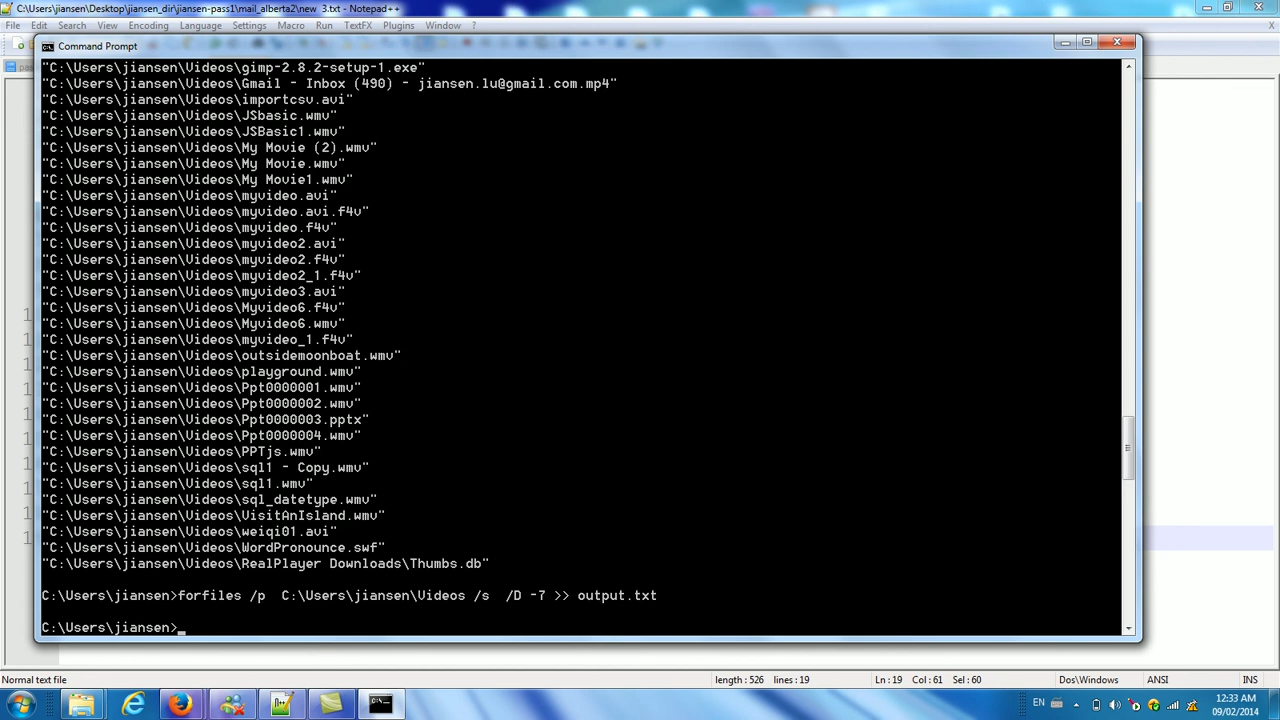 C:\Users\jiansen\Desktop\jiansen_dir\jiansen-pass1\mail_alberta2\new  3.txt - Notepad++
File Edit Search View Encoding Language Settings Macro Run TextFX Plugins Window ?
X
Command Prompt
"C:\Users\jiansen\Videos\gimp-2.8.2-setup-1.exe"
"C:\Users\jiansen\Videos\Gmail - Inbox (490) - jiansen.lu@gmail.com.mp4"
"C:\Users\jiansen\Videos\importcsv.avi"
"C:\Users\jiansen\Videos\JSbasic.wmv"
"C:\Users\jiansen\Videos\JSBasic1.wmv"
"C:\Users\jiansen\Videos\My Movie (2).wmv"
"C:\Users\jiansen\Videos\My Movie.wmv"
"C:\Users\jiansen\Videos\My Movie1.wmv"
"C:\Users\jiansen\Videos\myvideo.avi"
"C:\Users\jiansen\Videos\myvideo.avi.f4v"
"C:\Users\jiansen\Videos\myvideo.f4v"
"C:\Users\jiansen\Videos\myvideo2.avi"
"C:\Users\jiansen\Videos\myvideo2.f4v"
"C:\Users\jiansen\Videos\myvideo2_1.f4v"
"C:\Users\jiansen\Videos\myvideo3.avi"
"C:\Users\jiansen\Videos\Myvideo6.f4v"
"C:\Users\jiansen\Videos\Myvideo6.wmv"
"C:\Users\jiansen\Videos\myvideo_1.f4v"
"C:\Users\jiansen\Videos\outsidemoonboat.wmv"
"C:\Users\jiansen\Videos\playground.wmv"
"C:\Users\jiansen\Videos\Ppt0000001.wmv"
"C:\Users\jiansen\Videos\Ppt0000002.wmv"
"C:\Users\jiansen\Videos\Ppt0000003.pptx"
"C:\Users\jiansen\Videos\Ppt0000004.wmv"
"C:\Users\jiansen\Videos\PPTjs.wmv"
"C:\Users\jiansen\Videos\sql1 - Copy.wmv"
"C:\Users\jiansen\Videos\sql1.wmv"
"C:\Users\jiansen\Videos\sql_datetype.wmv"
"C:\Users\jiansen\Videos\VisitAnIsland.wmv"
"C:\Users\jiansen\Videos\weiqi01.avi"
"C:\Users\jiansen\Videos\WordPronounce.swf"
"C:\Users\jiansen\Videos\RealPlayer Downloads\Thumbs.db"
C:\Users\jiansen>forfiles /p  C:\Users\jiansen\Videos /s  /D -7 >> output.txt
C:\Users\jiansen>_
Normal text file length : 526 lines : 19 Ln : 19 Col : 61 Sel : 60 Dos\Windows ANSI INS
EN 12:33 AM
09/02/2014